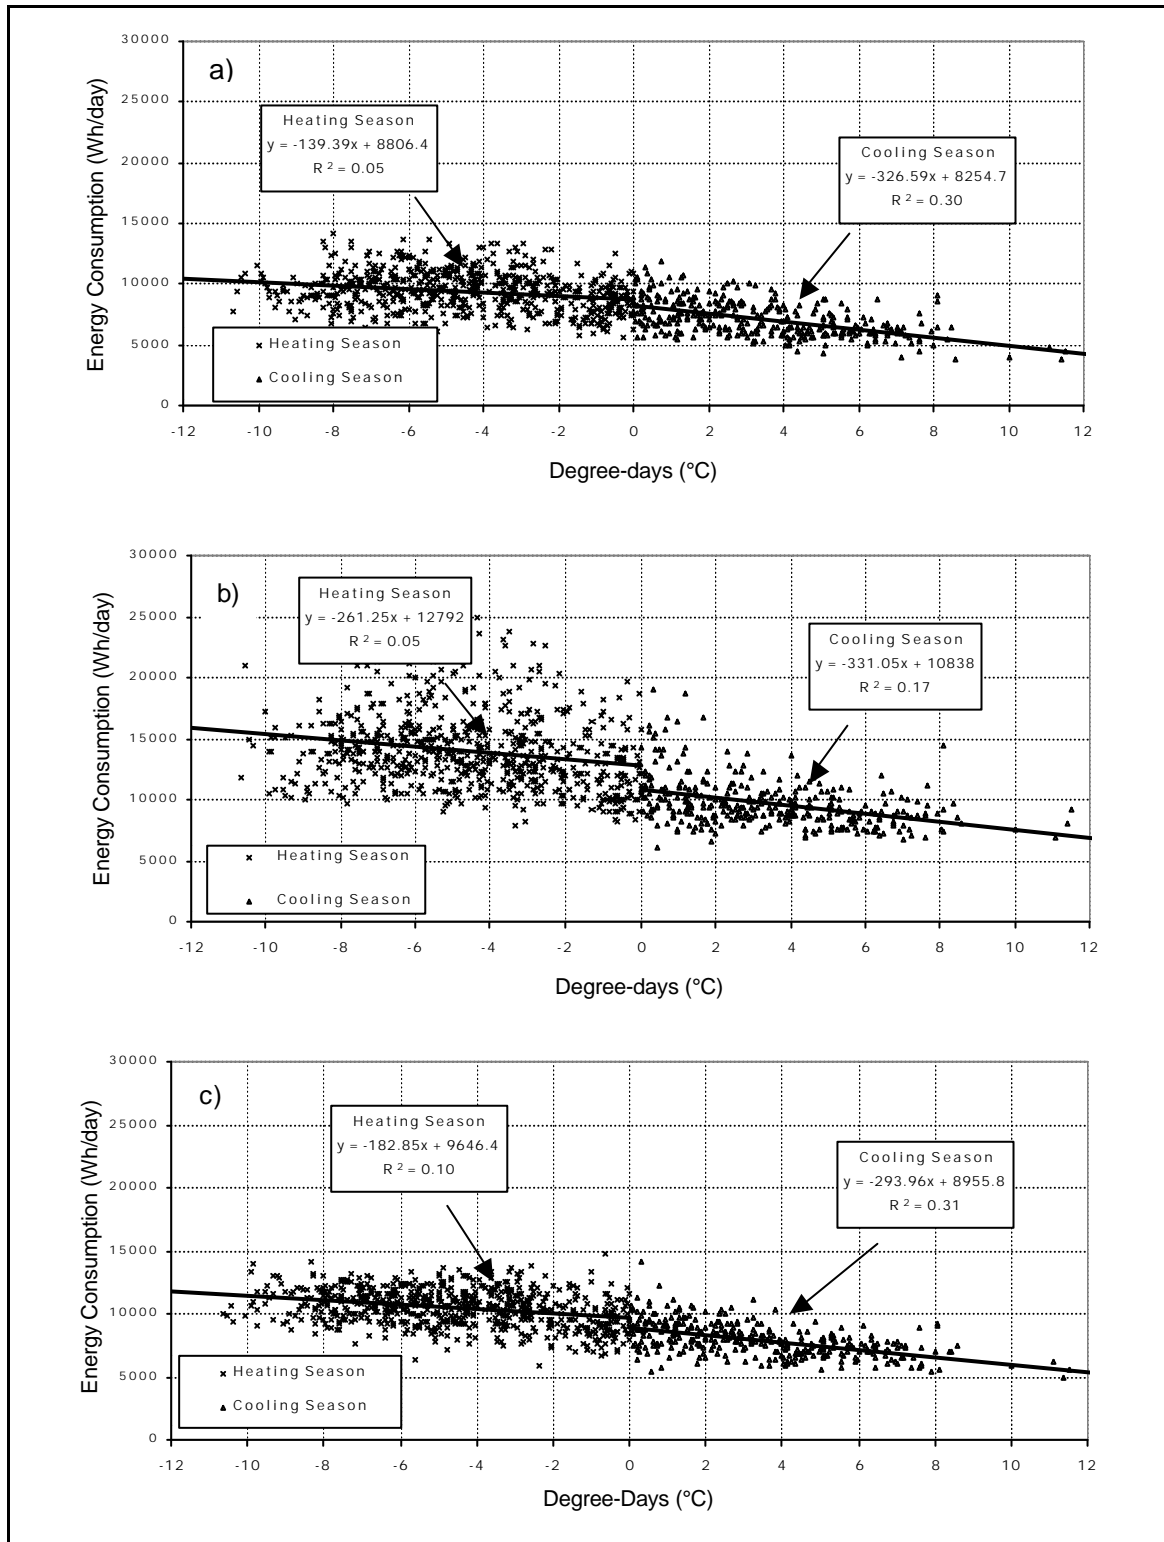 a)
30000
25000
20000
15000
10000
5000
0
Energy Consumption (Wh/day)
Heating Season
y = -139.39x + 8806.4
R 2 = 0.05
Cooling Season
y = -326.59x + 8254.7
R 2 = 0.30
Heating Season
Cooling Season
-12 -10 -8 -6 -4 -2 0 2 4 6 8 10 12
Degree-days (°C)
b)
30000
25000
20000
15000
10000
5000
0
Energy Consumption (Wh/day)
Heating Season
y = -261.25x + 12792
R 2 = 0.05
Cooling Season
y = -331.05x + 10838
R 2 = 0.17
Heating Season
Cooling Season
-12 -10 -8 -6 -4 -2 0 2 4 6 8 10 12
Degree-days (°C)
c)
30000
25000
20000
15000
10000
5000
0
Energy Consumption (Wh/day)
Heating Season
y = -182.85x + 9646.4
R 2 = 0.10
Cooling Season
y = -293.96x + 8955.8
R 2 = 0.31
Heating Season
Cooling Season
-12 -10 -8 -6 -4 -2 0 2 4 6 8 10 12
Degree-Days (°C)